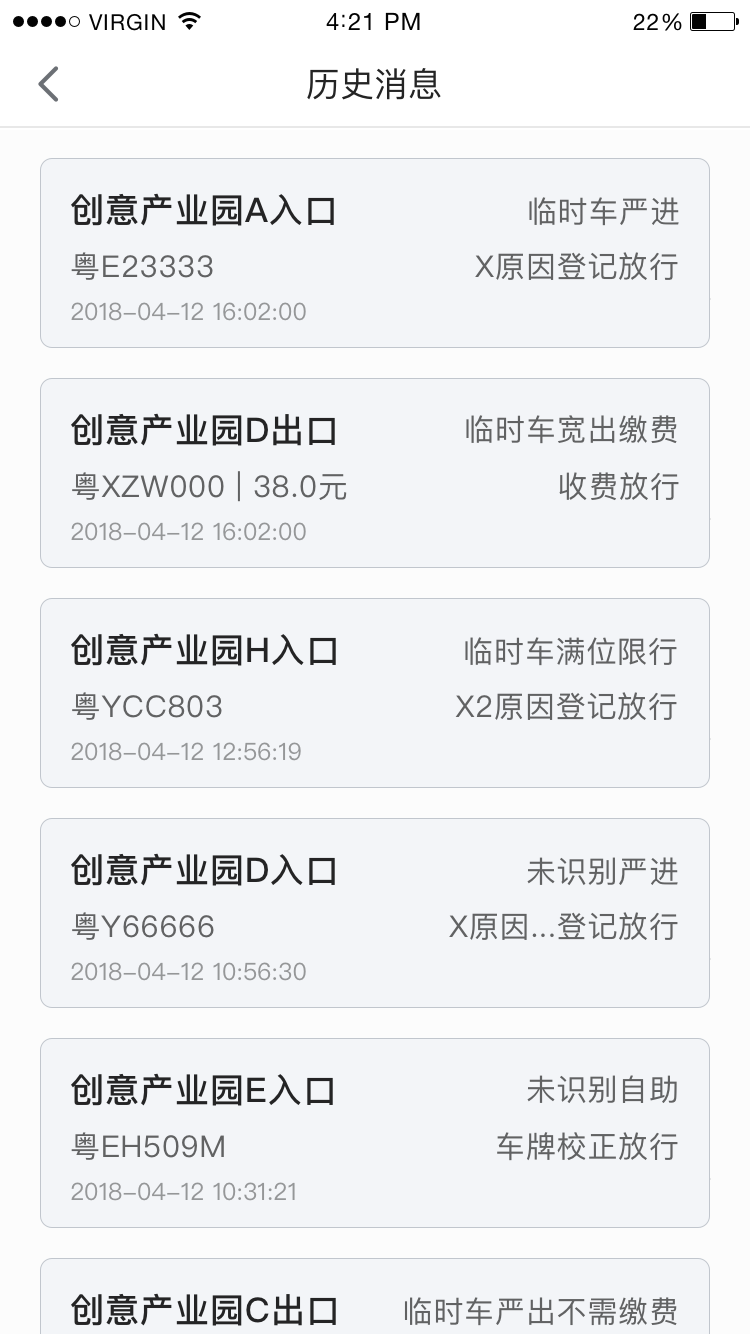 VIRGIN 4:21 PM 22%
历史消息
创意产业园A入口 临时车严进
粤E23333 X原因登记放行
2018-04-12 16:02:00
创意产业园D出口 临时车宽出缴费
粤XZW000 | 38.0元 收费放行
2018-04-12 16:02:00
创意产业园H入口 临时车满位限行
粤YCC803 X2原因登记放行
2018-04-12 12:56:19
创意产业园D入口 未识别严进
粤Y66666 X原因...登记放行
2018-04-12 10:56:30
创意产业园E入口 未识别自助
粤EH509M 车牌校正放行
2018-04-12 10:31:21
创意产业园C出口 临时车严出不需缴费